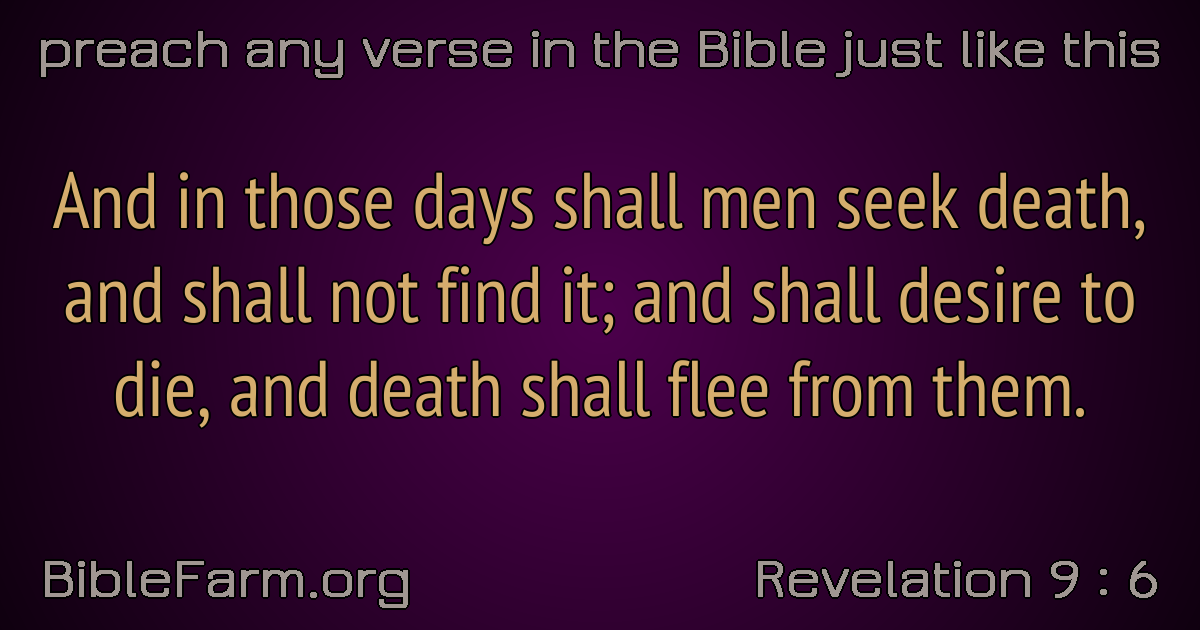 preach any verse in the Bible just like this
And in those days shall men seek death,
and shall not find it; and shall desire to
die, and death shall flee from them.
BibleFarm.org
Revelation 9 : 6